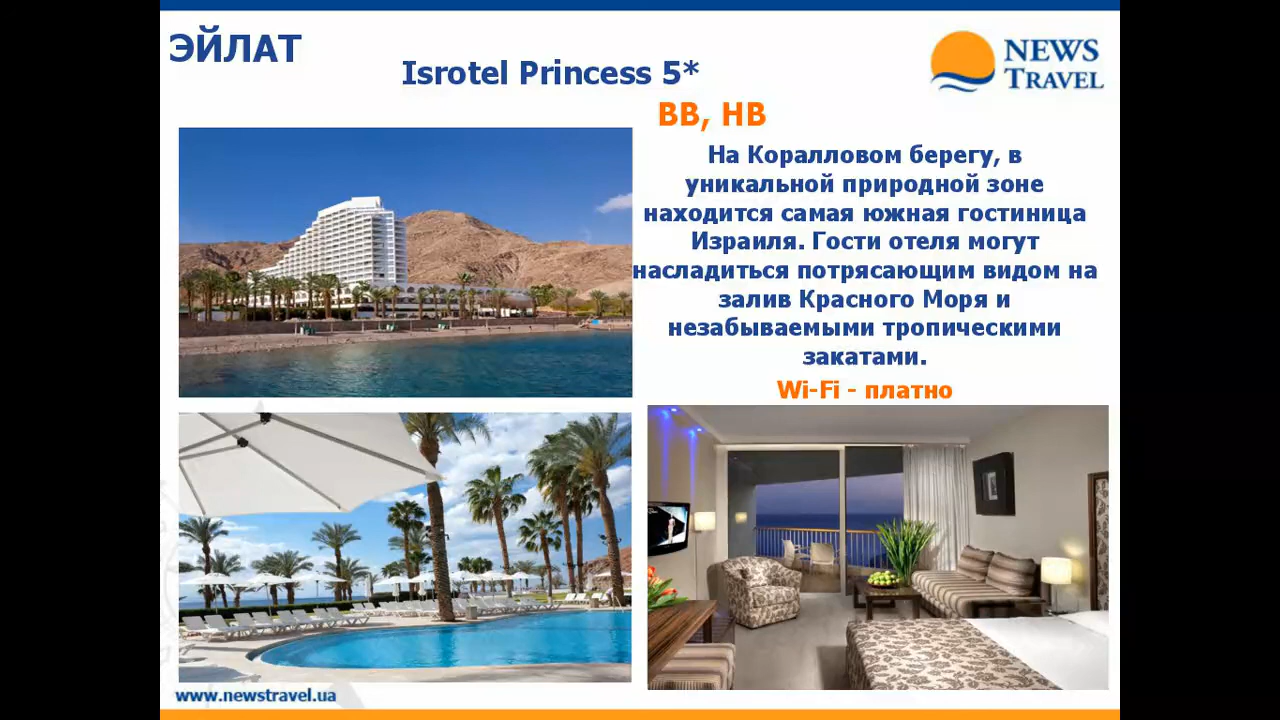 ЭЙЛАТ
Isrotel Princess 5*
NEWS
TRAVEL
BB, HB
На Коралловом берегу, в
уникальной природной зоне
находится самая южная гостиница
Израиля. Гости отеля могут
насладиться потрясающим видом на
залив Красного Моря и
незабываемыми тропическими
закатами.
Wi-Fi - платно
www.newstravel.ua